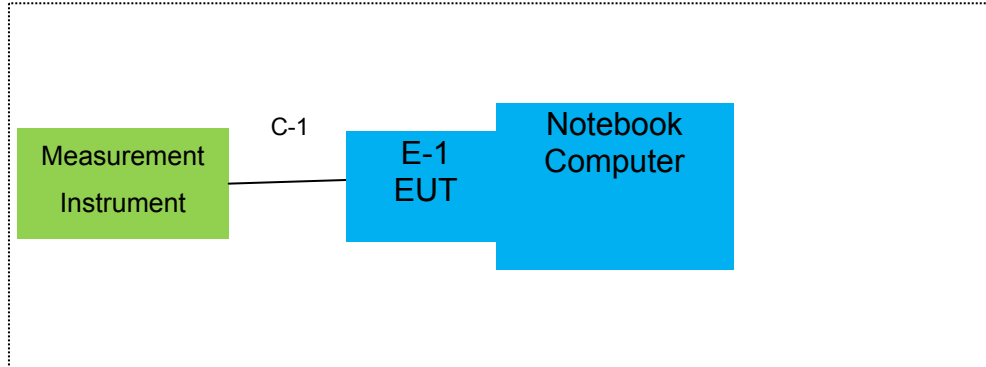 Measurement
Instrument
C-1
E-1
EUT
Notebook
Computer